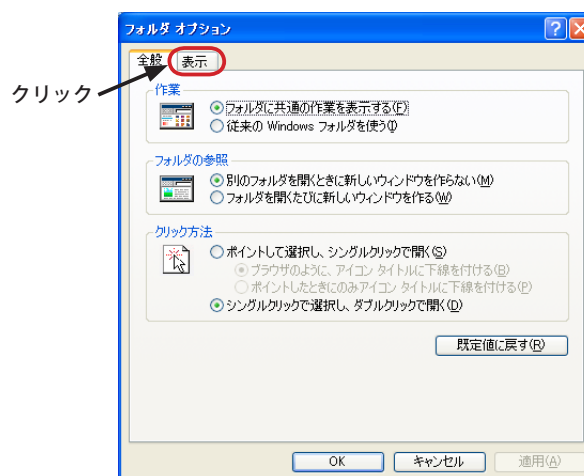 フォルダ オプション
全般 表示
クリック
作業
フォルダに共通の作業を表示する(F)
従来の Windows フォルダを使う(I)
フォルダの参照
別のフォルダを開くときに新しいウィンドウを作らない(M)
フォルダを開くたびに新しいウィンドウを作る(W)
クリック方法
ポイントして選択し、シングルクリックで開く(S)
ブラウザのように、アイコン タイトルに下線を付ける(B)
ポイントしたときにのみアイコン タイトルに下線を付ける(P)
シングルクリックで選択し、ダブルクリックで開く(D)
既定値に戻す(R)
OK キャンセル 適用(A)